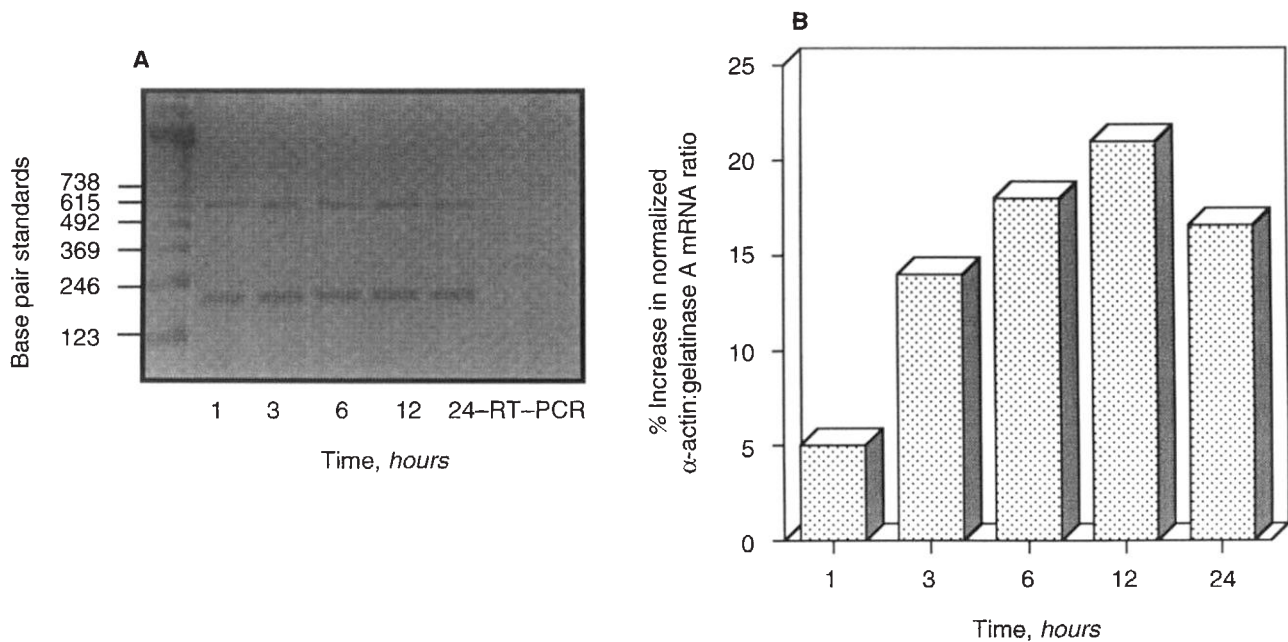 A
Base pair standards
738
615
492
369
246
123
1 3 6 12 24–RT–PCR
Time, hours
B
% Increase in normalized
α-actin:gelatinase A mRNA ratio
25
20
15
10
5
0
1 3 6 12 24
Time, hours